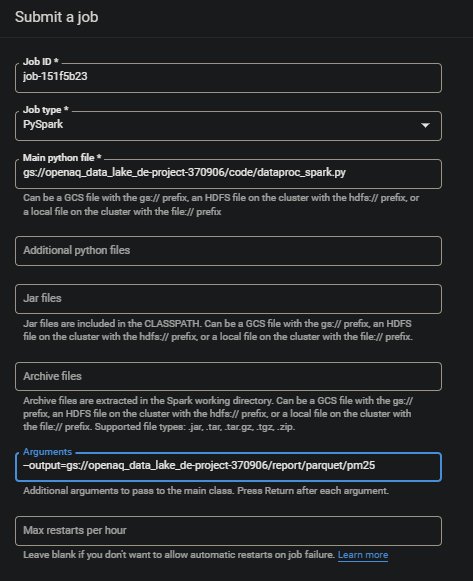 Submit a job
Job ID *
job-151f5b23
Job type *
PySpark
Main python file *
gs://openaq_data_lake_de-project-370906/code/dataproc_spark.py
Can be a GCS file with the gs:// prefix, an HDFS file on the cluster with the hdfs:// prefix, or
a local file on the cluster with the file:// prefix
Additional python files
Jar files
Jar files are included in the CLASSPATH. Can be a GCS file with the gs:// prefix, an HDFS
file on the cluster with the hdfs:// prefix, or a local file on the cluster with the file:// prefix.
Archive files
Archive files are extracted in the Spark working directory. Can be a GCS file with the gs://
prefix, an HDFS file on the cluster with the hdfs:// prefix, or a local file on the cluster with
the file:// prefix. Supported file types: .jar, .tar, .tar.gz, .tgz, .zip.
Arguments
--output=gs://openaq_data_lake_de-project-370906/report/parquet/pm25
Additional arguments to pass to the main class. Press Return after each argument.
Max restarts per hour
Leave blank if you don't want to allow automatic restarts on job failure. Learn more